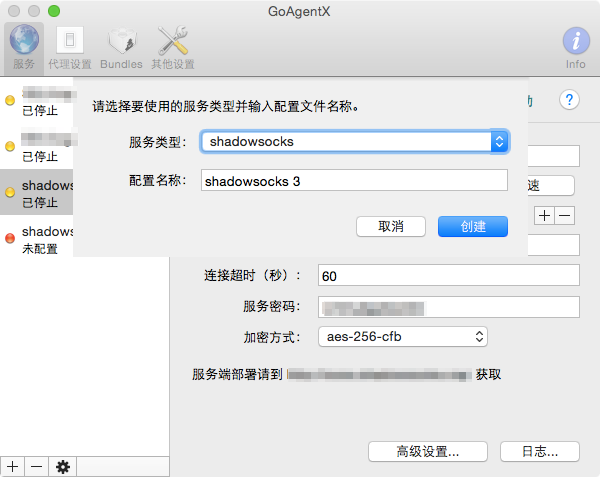 GoAgentX
服务
代理设置
Bundles
其他设置
Info
已停止
已停止
shadows
已停止
shadows
未配置
请选择要使用的服务类型并输入配置文件名称。
服务类型:
shadowsocks
配置名称:
shadowsocks 3
取消
创建
?
速
连接超时（秒）:
60
服务密码:
加密方式:
aes-256-cfb
服务端部署请到
获取
高级设置...
日志...